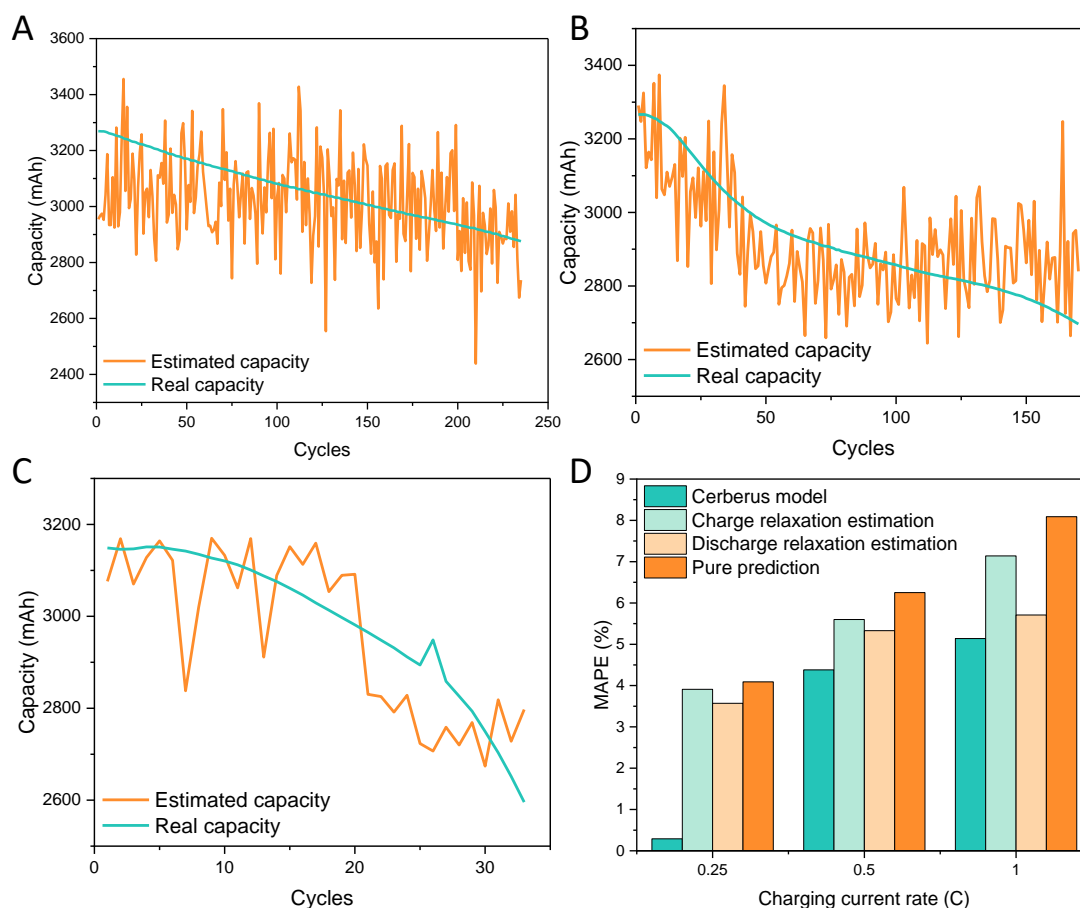 A
Capacity (mAh)
3600
3400
3200
3000
2800
2600
2400
Estimated capacity
Real capacity
0 50 100 150 200 250
Cycles
B
Capacity (mAh)
3400
3200
3000
2800
2600
Estimated capacity
Real capacity
0 50 100 150
Cycles
C
Capacity (mAh)
3200
3000
2800
2600
Estimated capacity
Real capacity
0 10 20 30
Cycles
D
MAPE (%)
9
8
7
6
5
4
3
2
1
0
Cerberus model
Charge relaxation estimation
Discharge relaxation estimation
Pure prediction
0.25 0.5 1
Charging current rate (C)